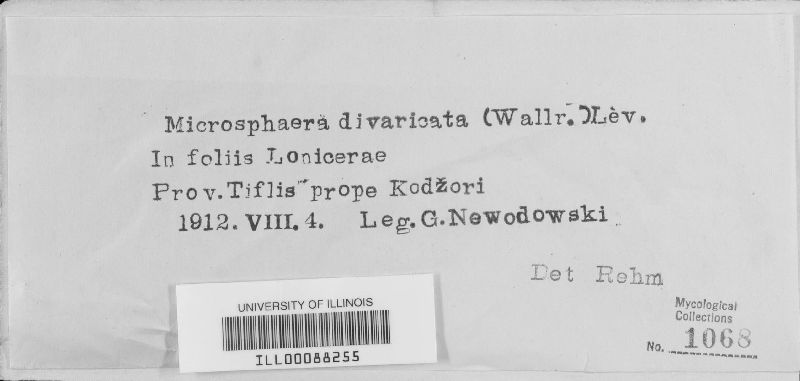 Microsphaera divaricata (Wallr.) Lèv.
In foliis Lonicerae
Prov. Tiflis prope Kodžori
1912. VIII. 4. Leg. G. Newodowski
Det Rehm
UNIVERSITY OF ILLINOIS
ILL00088255
Mycological
Collections
No. 1068